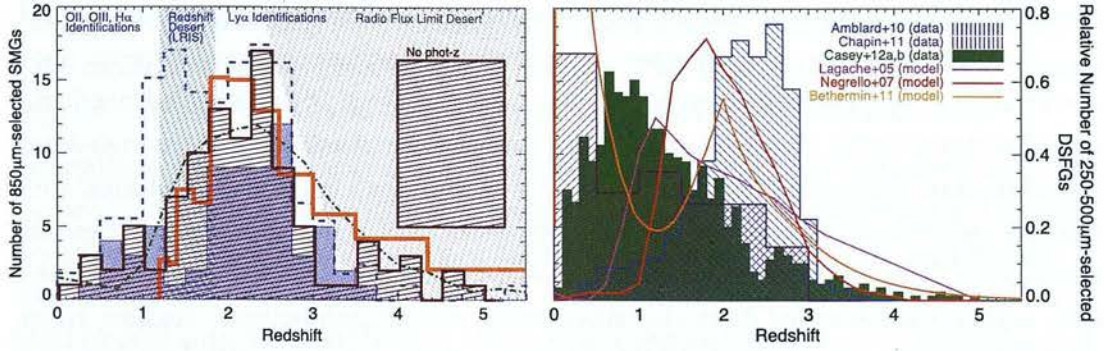 OII, OIII, Hα
Identifications
Redshift
Desert
(LRIS)
Lyα Identifications
Radio Flux Limit Desert
No phot-z
20
15
10
5
0
0 1 2 3 4 5
Number of 850μm-selected SMGs
Redshift
Amblard+10 (data)
Chapin+11 (data)
Casey+12a,b (data)
Lagache+05 (model)
Negrello+07 (model)
Bethermin+11 (model)
0.8
0.6
0.4
0.2
0.0
0 1 2 3 4 5
Redshift
Relative Number of 250-500μm-selected
DSFGs